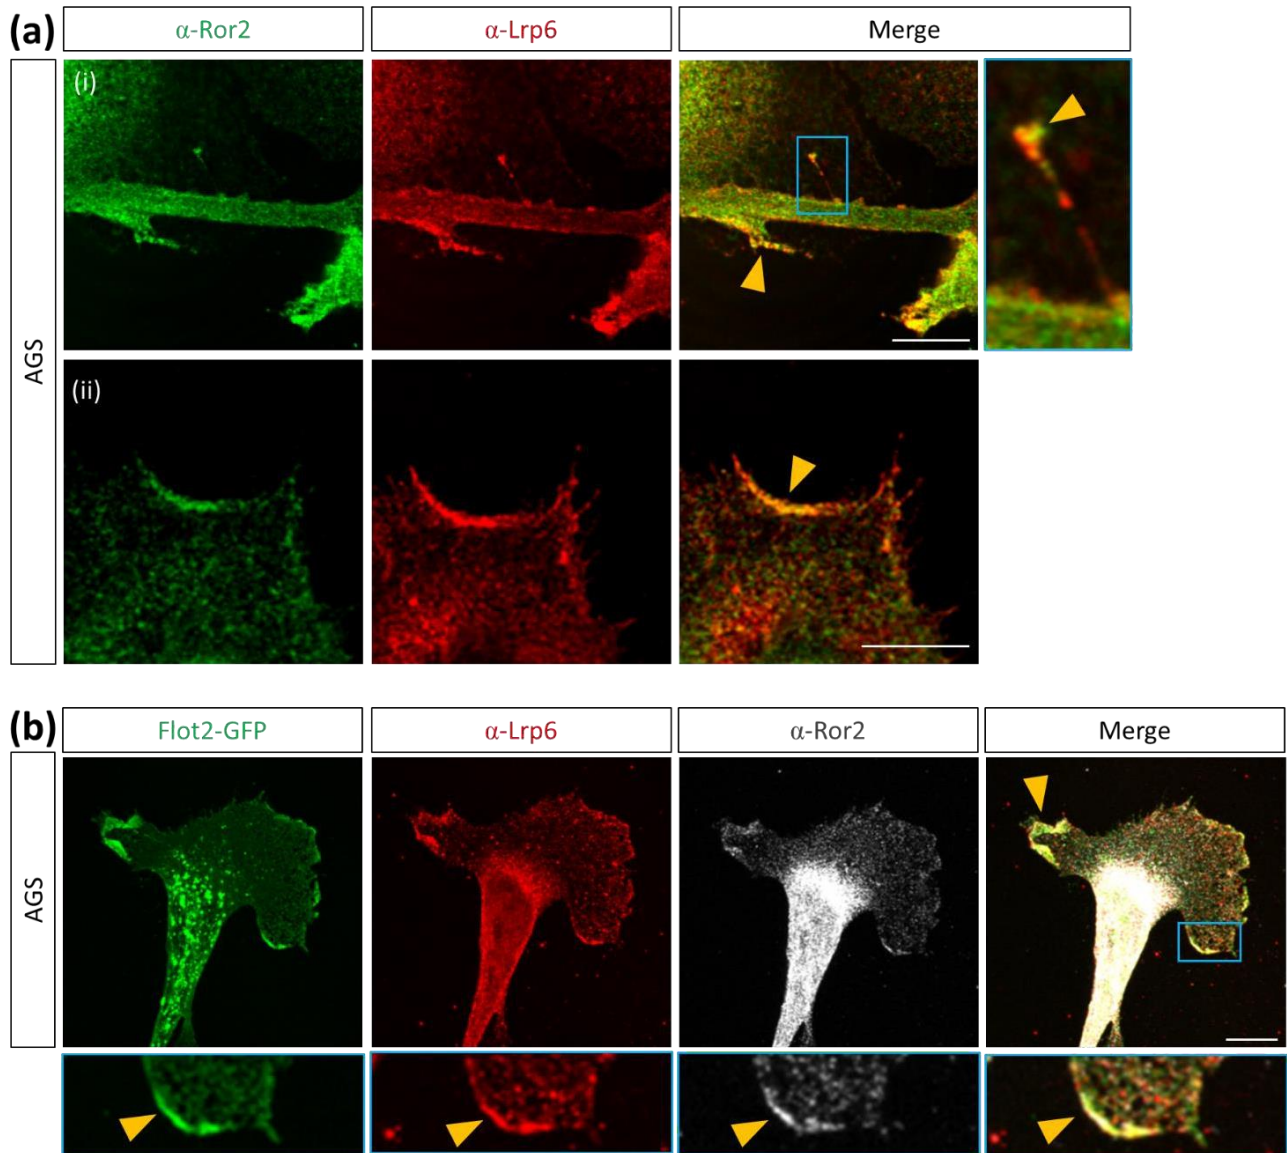 (a)
α-Ror2
α-Lrp6
Merge
AGS
(i)
(ii)
(b)
Flot2-GFP
α-Lrp6
α-Ror2
Merge
AGS